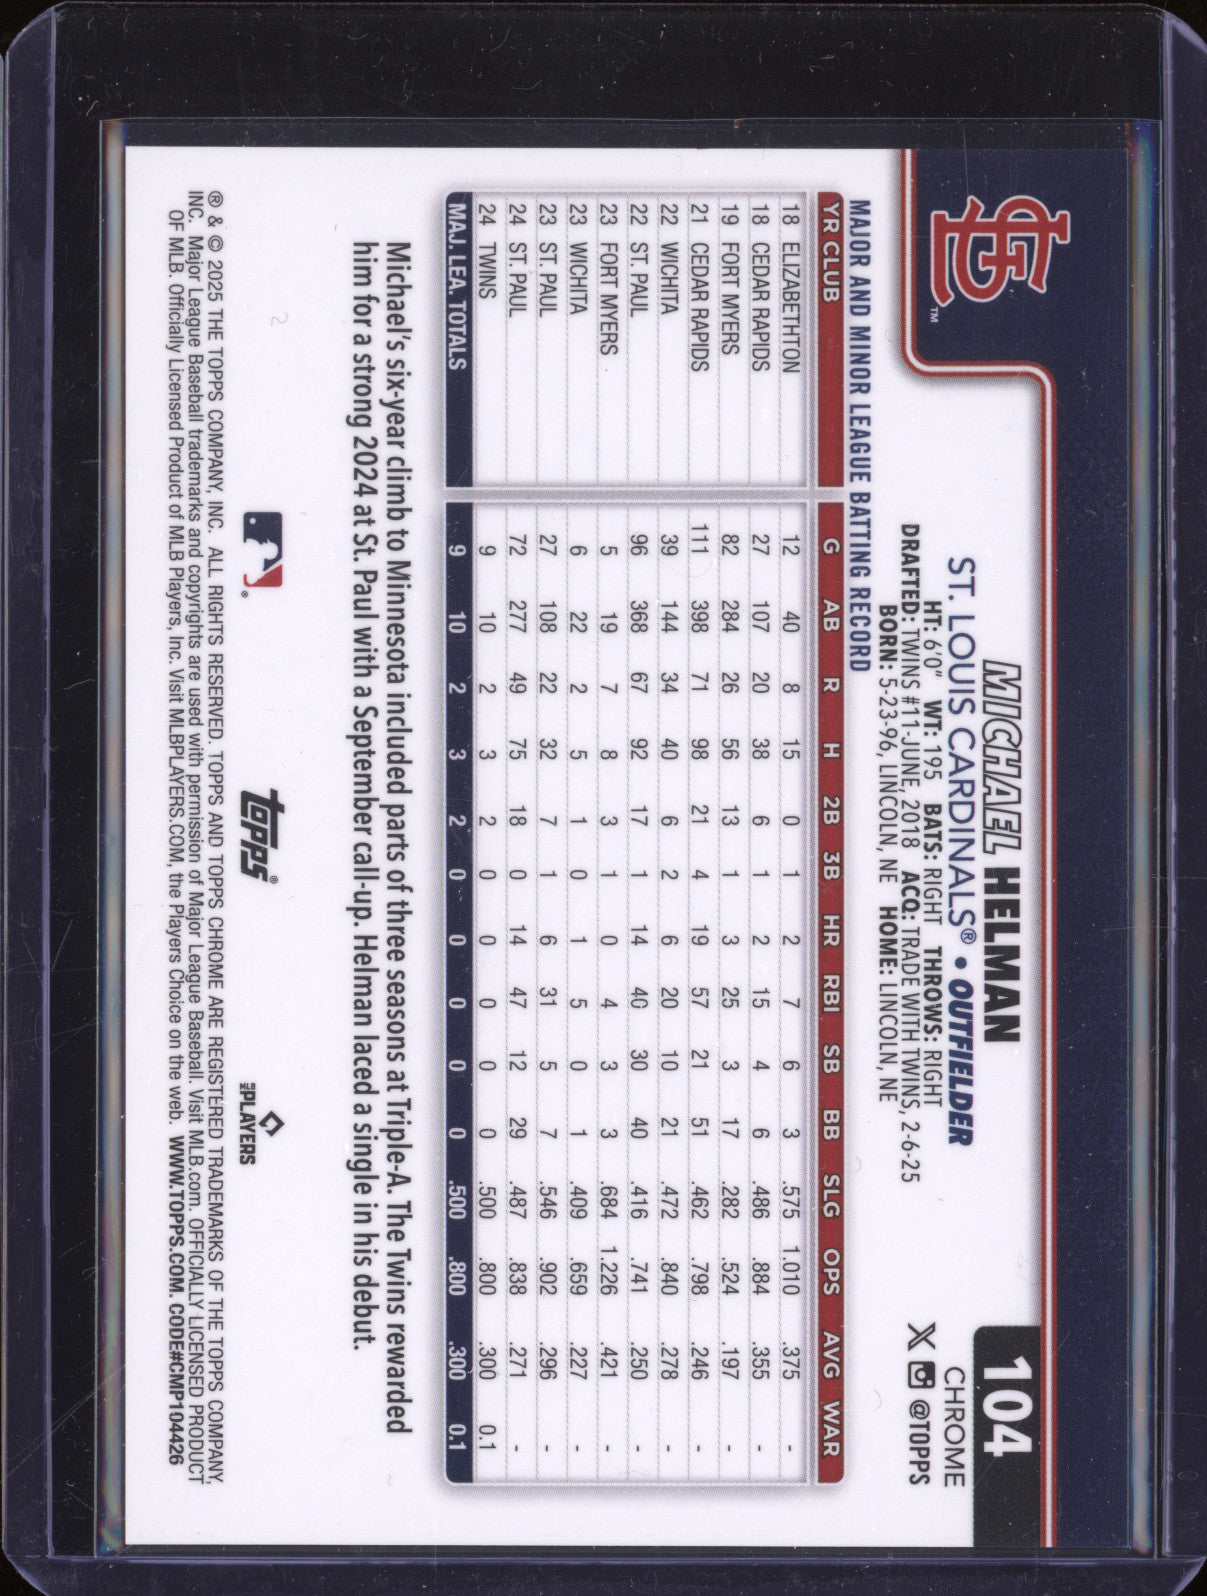 104
CHROME
MICHAEL HELMAN
ST. LOUIS CARDINALS® • OUTFIELDER
HT: 6'0" WT: 195 BATS: RIGHT THROWS: RIGHT
DRAFTED: TWINS #11-JUNE, 2018 ACQ: TRADE WITH TWINS, 2-6-25
BORN: 5-23-96, LINCOLN, NE HOME: LINCOLN, NE
@TOPPS
STL™
MAJOR AND MINOR LEAGUE BATTING RECORD
YR CLUB G AB R H 2B 3B HR RBI SB BB SLG OPS AVG WAR
18 ELIZABETHTON 12 40 8 15 0 1 2 7 6 3 .575 1.010 .375 -
18 CEDAR RAPIDS 27 107 20 38 6 1 2 15 4 6 .486 .884 .355 -
19 FORT MYERS 82 284 26 56 13 1 3 25 3 17 .282 .524 .197 -
21 CEDAR RAPIDS 111 398 71 98 21 4 19 57 21 51 .462 .798 .246 -
22 WICHITA 39 144 34 40 6 2 6 20 10 21 .472 .840 .278 -
22 ST. PAUL 96 368 67 92 17 1 14 40 30 40 .416 .741 .250 -
23 FORT MYERS 5 19 7 8 3 1 0 4 3 3 .684 1.226 .421 -
23 WICHITA 6 22 2 5 1 0 1 5 0 1 .409 .659 .227 -
23 ST. PAUL 27 108 22 32 7 1 6 31 5 7 .546 .902 .296 -
24 ST. PAUL 72 277 49 75 18 0 14 47 12 29 .487 .838 .271 -
24 TWINS 9 10 2 3 2 0 0 0 0 0 .500 .800 .300 0.1
MAJ. LEA. TOTALS 9 10 2 3 2 0 0 0 0 0 .500 .800 .300 0.1
Michael's six-year climb to Minnesota included parts of three seasons at Triple-A. The Twins rewarded
him for a strong 2024 at St. Paul with a September call-up. Helman laced a single in his debut.
topps®
MLB PLAYERS
® & © 2025 THE TOPPS COMPANY, INC. ALL RIGHTS RESERVED. TOPPS AND TOPPS CHROME ARE REGISTERED TRADEMARKS OF THE TOPPS COMPANY,
INC. Major League Baseball trademarks and copyrights are used with permission of Major League Baseball. Visit MLB.com. OFFICIALLY LICENSED PRODUCT
OF MLB. Officially Licensed Product of MLB Players, Inc. Visit MLBPLAYERS.COM, the Players Choice on the web. WWW.TOPPS.COM. CODE#CMP104426